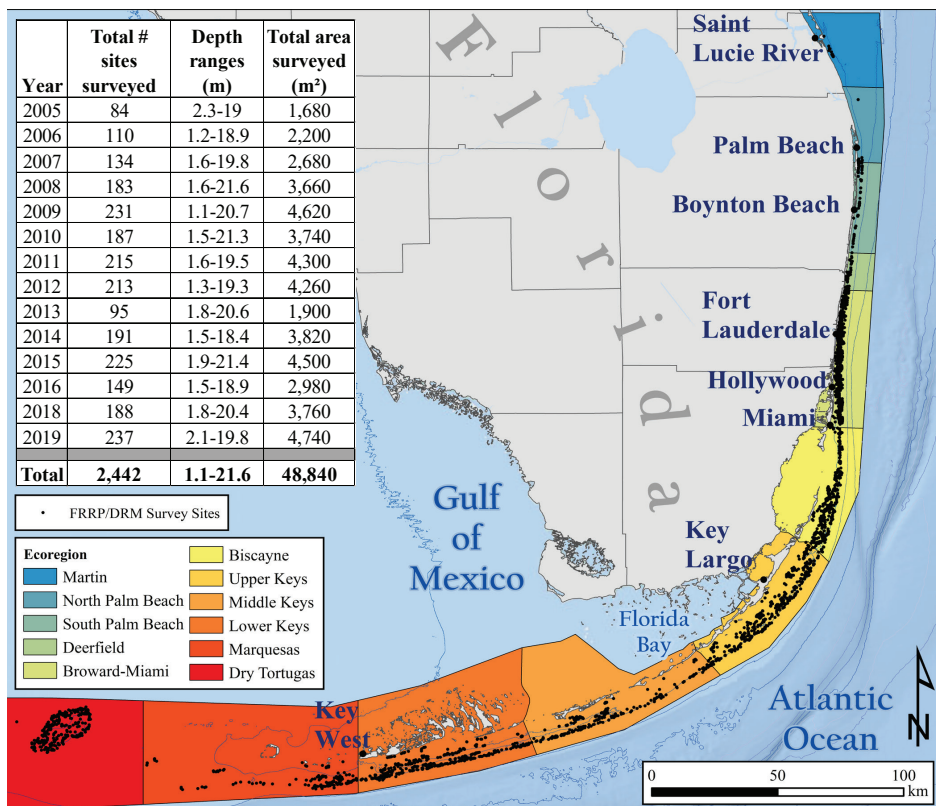 Year Total # sites surveyed Depth ranges (m) Total area surveyed (m²)
2005 84 2.3-19 1,680
2006 110 1.2-18.9 2,200
2007 134 1.6-19.8 2,680
2008 183 1.6-21.6 3,660
2009 231 1.1-20.7 4,620
2010 187 1.5-21.3 3,740
2011 215 1.6-19.5 4,300
2012 213 1.3-19.3 4,260
2013 95 1.8-20.6 1,900
2014 191 1.5-18.4 3,820
2015 225 1.9-21.4 4,500
2016 149 1.5-18.9 2,980
2018 188 1.8-20.4 3,760
2019 237 2.1-19.8 4,740
Total 2,442 1.1-21.6 48,840
FRRP/DRM Survey Sites
Ecoregion
Martin
North Palm Beach
South Palm Beach
Deerfield
Broward-Miami
Biscayne
Upper Keys
Middle Keys
Lower Keys
Marquesas
Dry Tortugas
Florida
Saint
Lucie River
Palm Beach
Boynton Beach
Fort
Lauderdale
Hollywood
Miami
Key
Largo
Gulf
of
Mexico
Florida
Bay
Key
West
Atlantic
Ocean
N
0 50 100
km